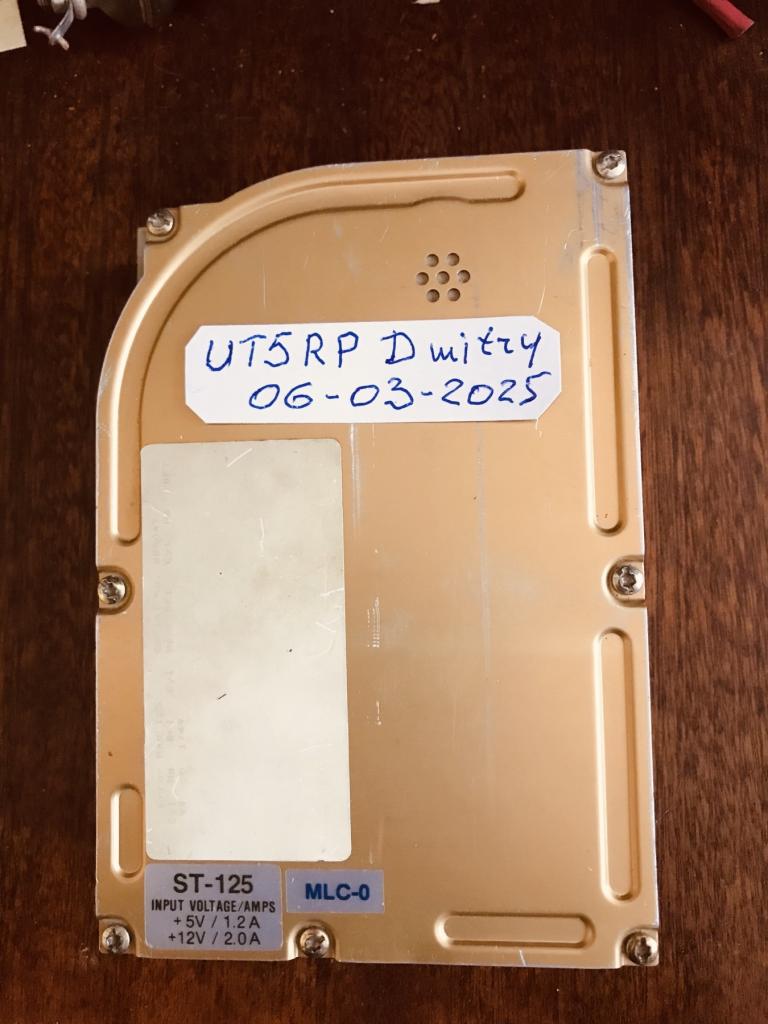 UT5RP Dmitry
06-03-2025
ST-125
INPUT VOLTAGE/AMPS
+5V / 1.2A
+12V / 2.0A
MLC-0